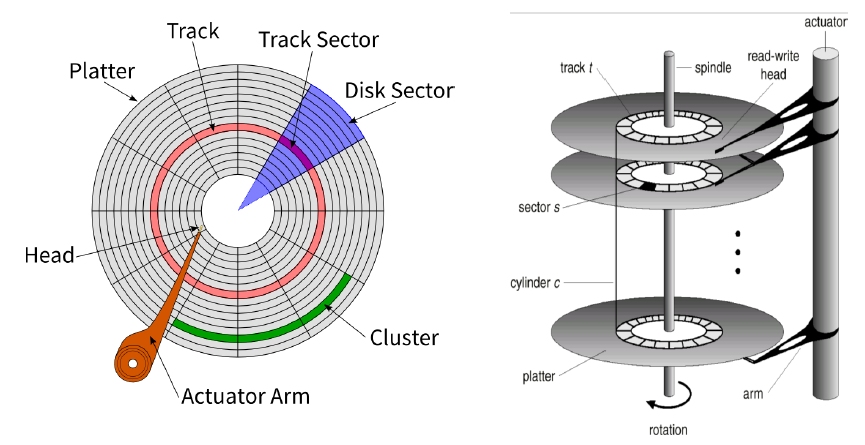 Track
Track Sector
Platter
Disk Sector
Head
Cluster
Actuator Arm
actuator
track t
spindle
read-write
head
sector s
cylinder c
platter
arm
rotation